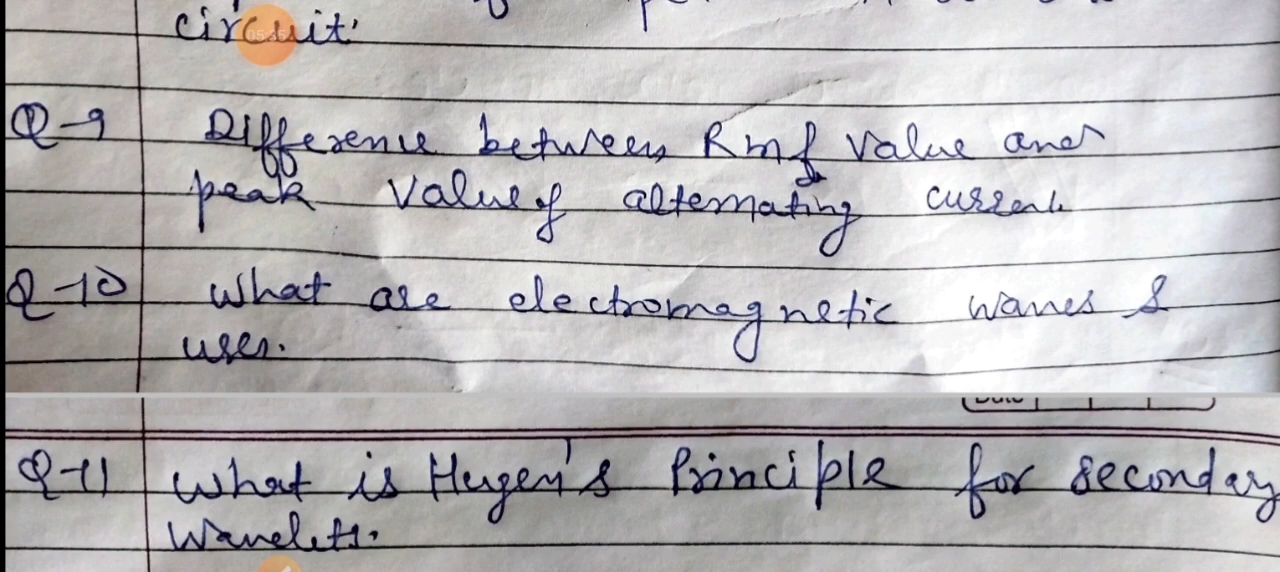 circuit.
Q-9 Difference between Rmf value and
peak value of alternating current
Q-10 What are electromagnetic waves &
uses.
Date
Q-11 What is Hugen's Principle for secondary
wavelets.